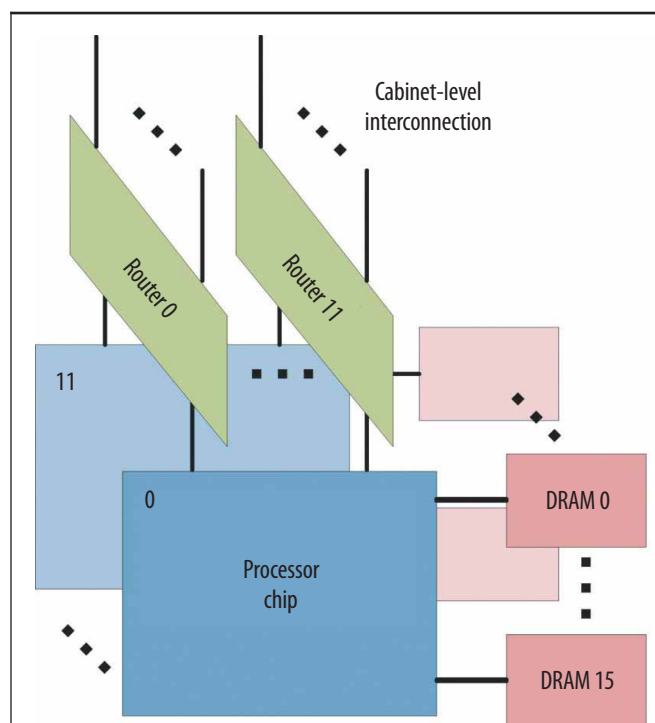 Cabinet-level
interconnection
Router 0
Router 11
11
0
DRAM 0
Processor
chip
DRAM 15